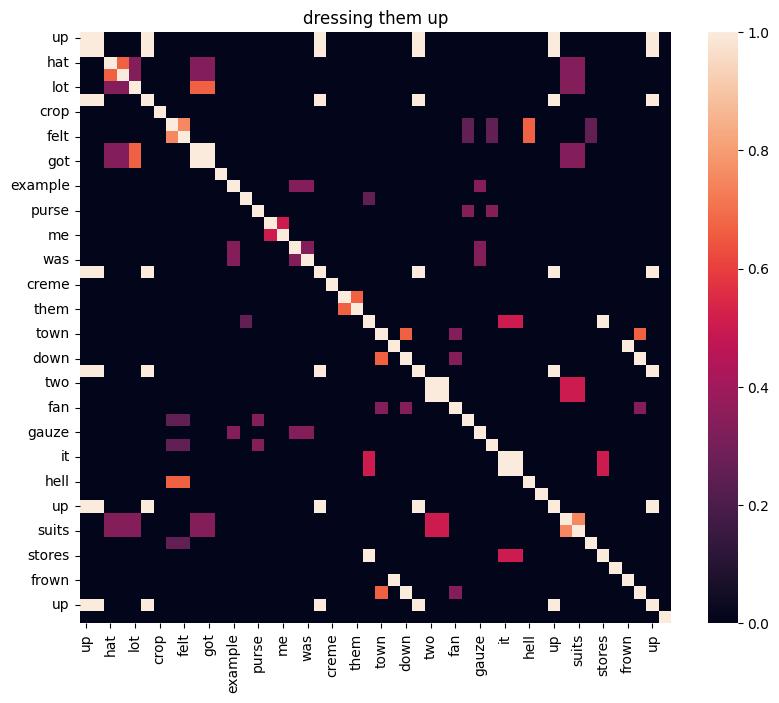 dressing them up
up
hat
lot
crop
felt
got
example
purse
me
was
creme
them
town
down
two
fan
gauze
it
hell
up
suits
stores
frown
up
up
hat
lot
crop
felt
got
example
purse
me
was
creme
them
town
down
two
fan
gauze
it
hell
up
suits
stores
frown
up
1.0
0.8
0.6
0.4
0.2
0.0